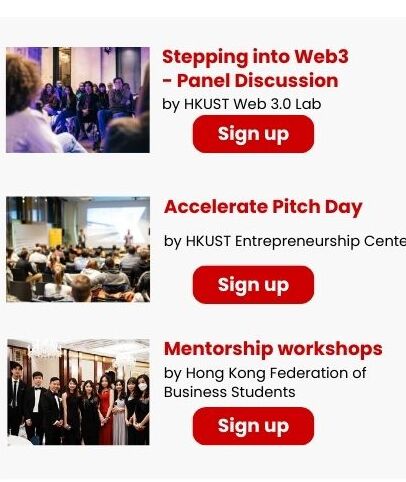 Stepping into Web3
- Panel Discussion
by HKUST Web 3.0 Lab
Sign up
Accelerate Pitch Day
by HKUST Entrepreneurship Cente
Sign up
Mentorship workshops
by Hong Kong Federation of
Business Students
Sign up